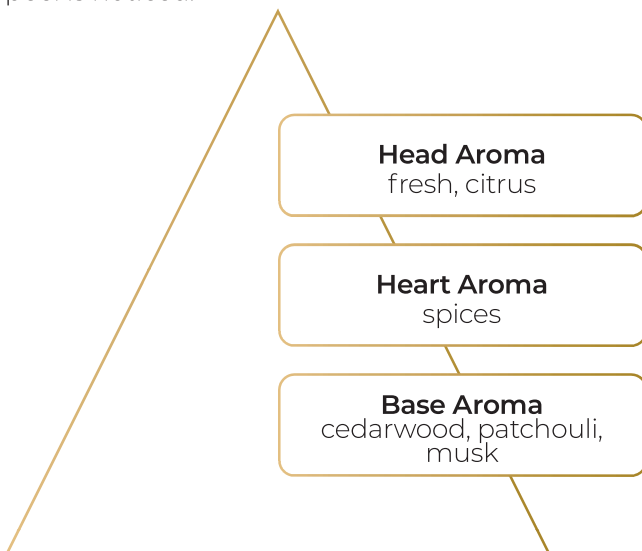 Head Aroma
fresh, citrus
Heart Aroma
spices
Base Aroma
cedarwood, patchouli,
musk